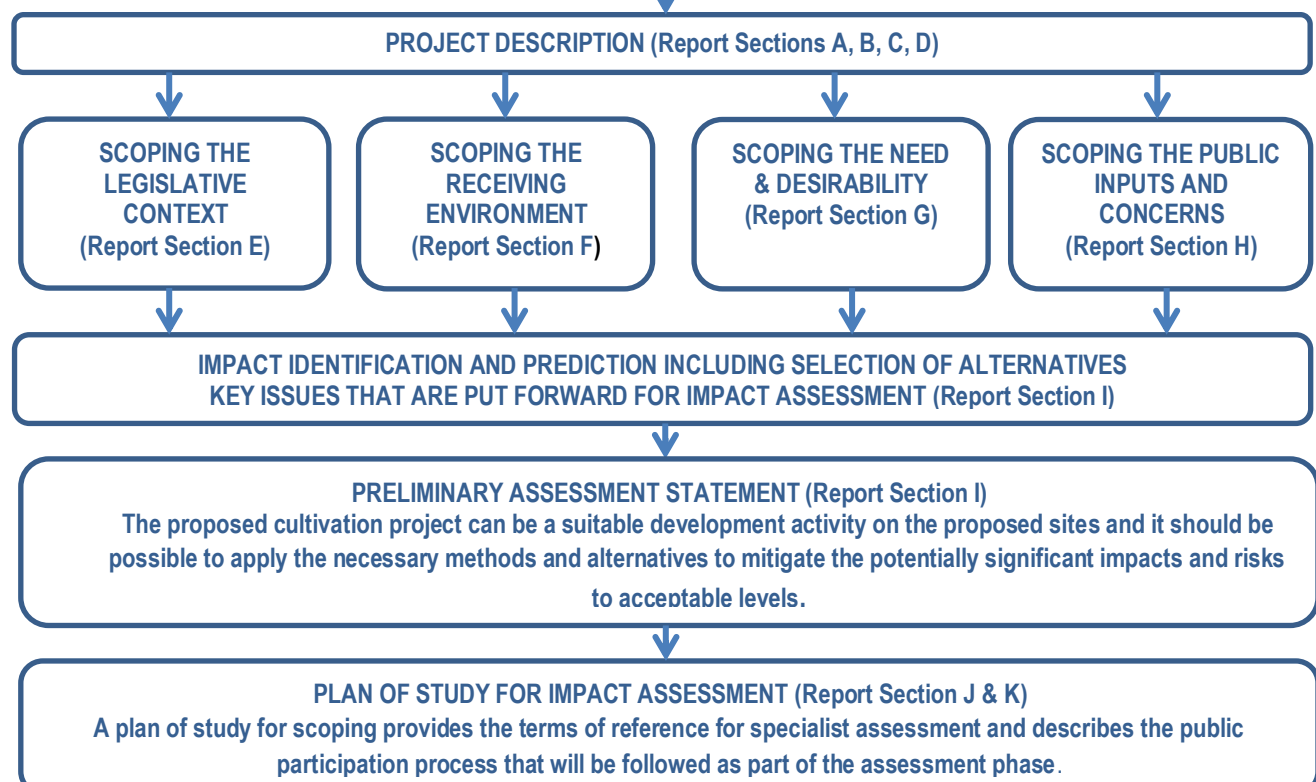 PROJECT DESCRIPTION (Report Sections A, B, C, D)
SCOPING THE
LEGISLATIVE
CONTEXT
(Report Section E)
SCOPING THE
RECEIVING
ENVIRONMENT
(Report Section F)
SCOPING THE NEED
& DESIRABILITY
(Report Section G)
SCOPING THE PUBLIC
INPUTS AND
CONCERNS
(Report Section H)
IMPACT IDENTIFICATION AND PREDICTION INCLUDING SELECTION OF ALTERNATIVES
KEY ISSUES THAT ARE PUT FORWARD FOR IMPACT ASSESSMENT (Report Section I)
PRELIMINARY ASSESSMENT STATEMENT (Report Section I)
The proposed cultivation project can be a suitable development activity on the proposed sites and it should be
possible to apply the necessary methods and alternatives to mitigate the potentially significant impacts and risks
to acceptable levels.
PLAN OF STUDY FOR IMPACT ASSESSMENT (Report Section J & K)
A plan of study for scoping provides the terms of reference for specialist assessment and describes the public
participation process that will be followed as part of the assessment phase.